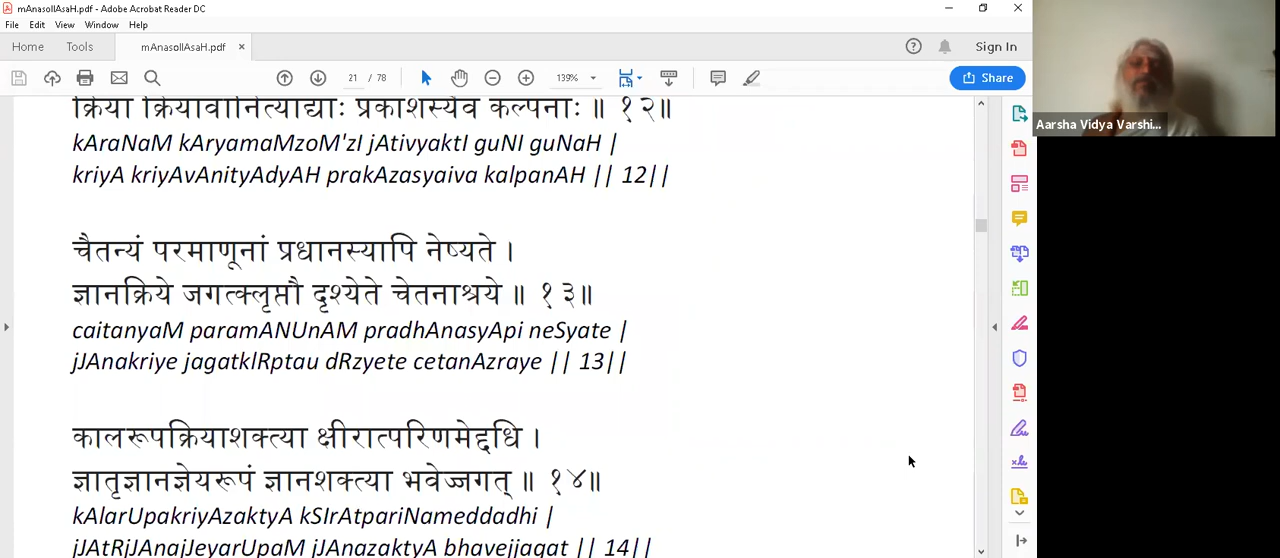 mAnasollAsaH.pdf - Adobe Acrobat Reader DC
File Edit View Window Help
Home Tools mAnasollAsaH.pdf × Sign In
21 / 78 139% Share
Aarsha Vidya Varshi...
क्रिया क्रियावानित्याद्याः प्रकाशस्यैव कल्पनाः ॥ १२॥
kAraNaM kAryamaMzoM'zI jAtivyaktI guNI guNaH |
kriyA kriyAvAnityAdyAH prakAzasyaiva kalpanAH || 12||
चैतन्यं परमाणूनां प्रधानस्यापि नेष्यते ।
ज्ञानक्रिये जगत्क्लृप्तौ दृश्येते चेतनाश्रये ॥ १३॥
caitanyaM paramANUnAM pradhAnasyApi neSyate |
jJAnakriye jagatklRptau dRzyete cetanAzraye || 13||
कालरूपक्रियाशक्त्या क्षीरात्परिणमेद्दधि ।
ज्ञातृज्ञानज्ञेयरूपं ज्ञानशक्त्या भवेज्जगत् ॥ १४॥
kAlarUpakriyAzaktyA kSIrAtpariNameddadhi |
jJAtRjJAnajJeyarUpaM jJAnazaktyA bhavejjagat || 14||